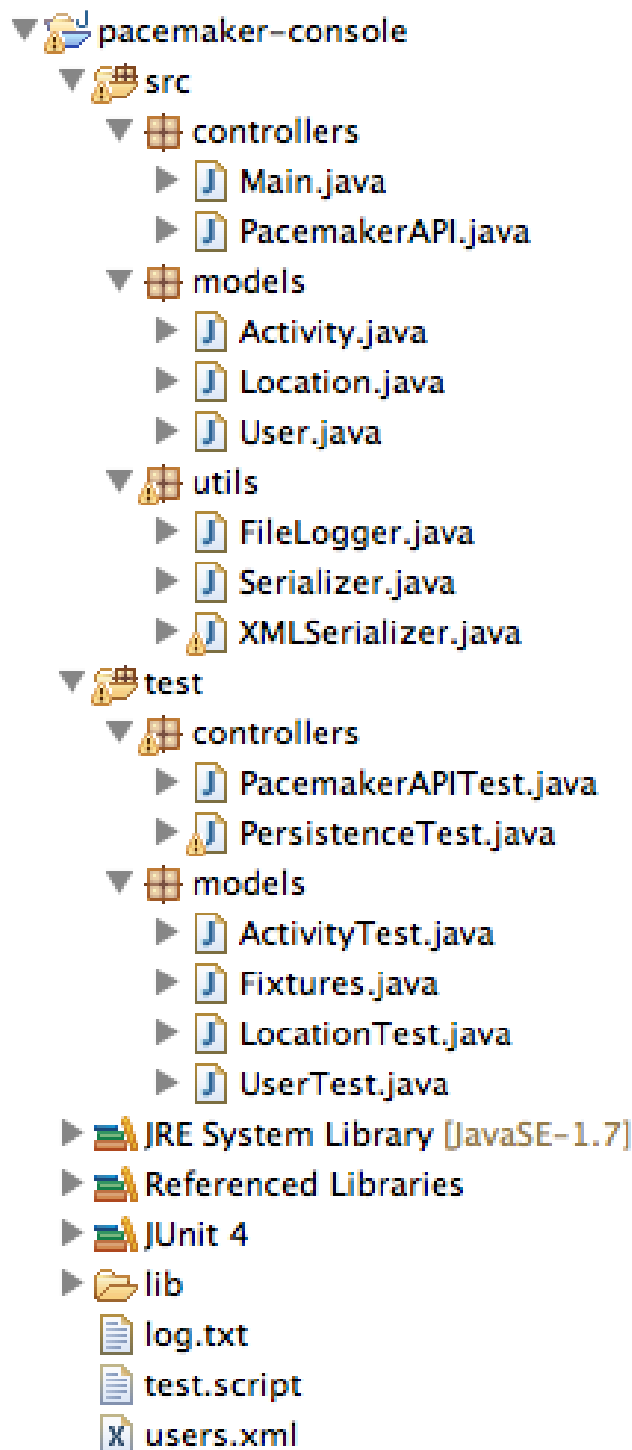 pacemaker-console
src
controllers
Main.java
PacemakerAPI.java
models
Activity.java
Location.java
User.java
utils
FileLogger.java
Serializer.java
XMLSerializer.java
test
controllers
PacemakerAPITest.java
PersistenceTest.java
models
ActivityTest.java
Fixtures.java
LocationTest.java
UserTest.java
JRE System Library [JavaSE-1.7]
Referenced Libraries
JUnit 4
lib
log.txt
test.script
users.xml